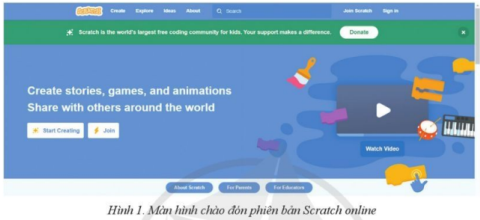 SCRATCH Create Explore Ideas About Search Join Scratch Sign in
Scratch is the world's largest free coding community for kids. Your support makes a difference. Donate
Create stories, games, and animations
Share with others around the world
Start Creating Join
Watch Video
About Scratch For Parents For Educators
Hình 1. Màn hình chào đón phiên bản Scratch online